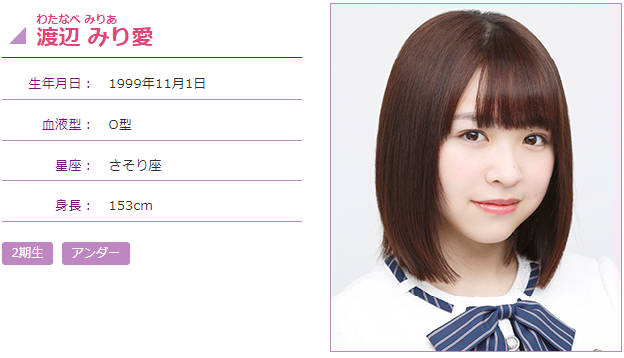 わたなべ みりあ
渡辺 みり愛
生年月日： 1999年11月1日
血液型： O型
星座： さそり座
身長： 153cm
2期生 アンダー